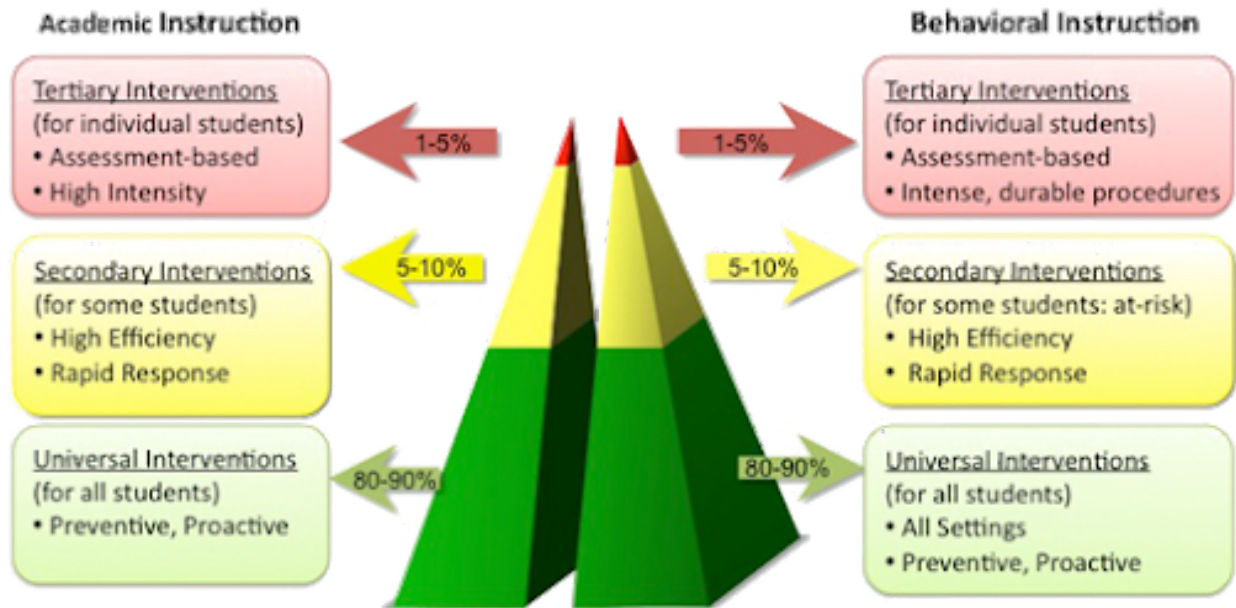 Academic Instruction
Tertiary Interventions
(for individual students)
• Assessment-based
• High Intensity
1-5%
Secondary Interventions
(for some students)
• High Efficiency
• Rapid Response
5-10%
Universal Interventions
(for all students)
• Preventive, Proactive
80-90%
Behavioral Instruction
1-5%
Tertiary Interventions
(for individual students)
• Assessment-based
• Intense, durable procedures
5-10%
Secondary Interventions
(for some students: at-risk)
• High Efficiency
• Rapid Response
80-90%
Universal Interventions
(for all students)
• All Settings
• Preventive, Proactive